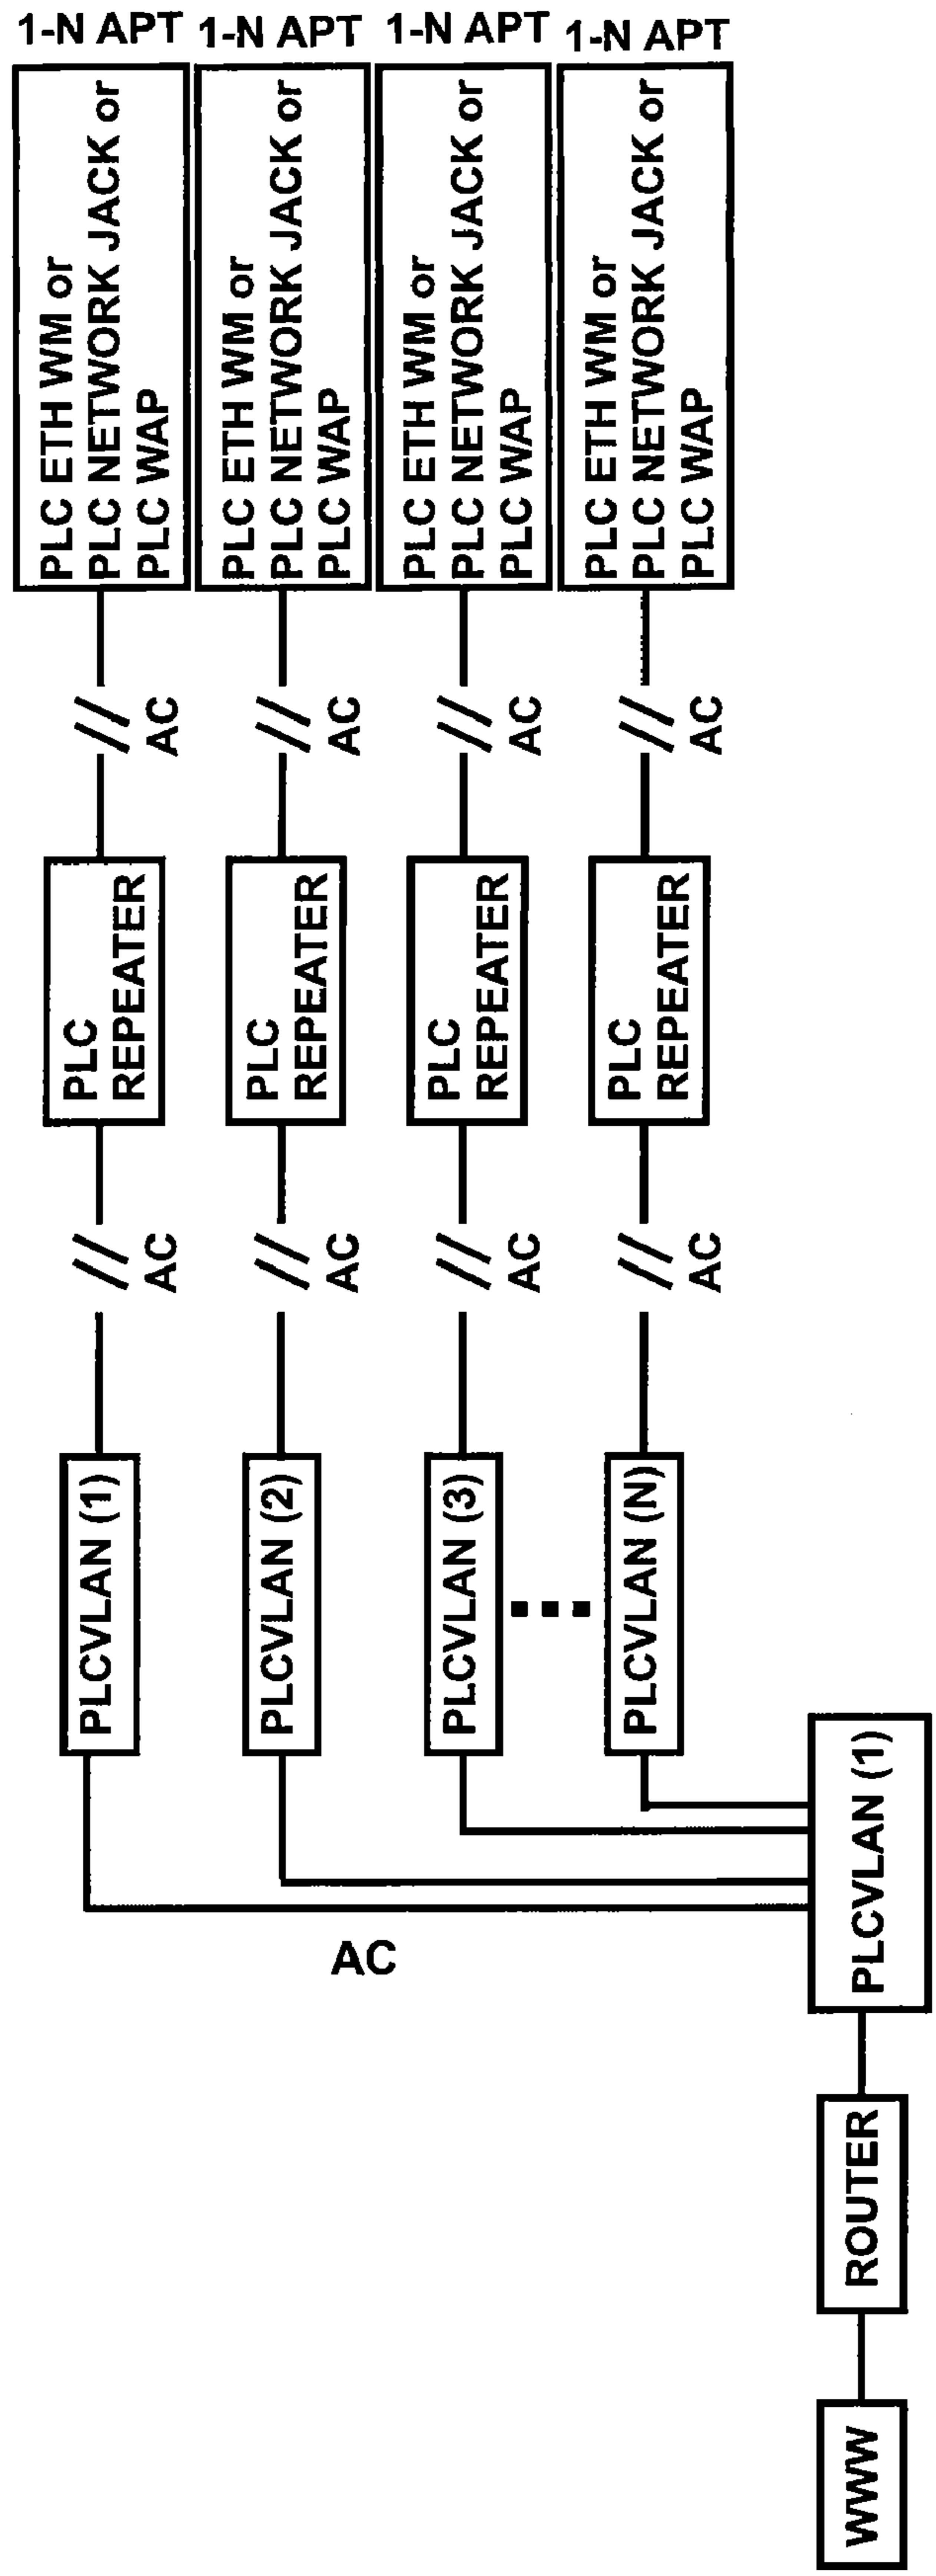 1-N APT
1-N APT
1-N APT
1-N APT
PLC ETH WM or
PLC NETWORK JACK or
PLC WAP
PLC ETH WM or
PLC NETWORK JACK or
PLC WAP
PLC ETH WM or
PLC NETWORK JACK or
PLC WAP
PLC ETH WM or
PLC NETWORK JACK or
PLC WAP
AC
AC
AC
AC
PLC
REPEATER
PLC
REPEATER
PLC
REPEATER
PLC
REPEATER
AC
AC
AC
AC
PLCVLAN (1)
PLCVLAN (2)
PLCVLAN (3)
PLCVLAN (N)
AC
PLCVLAN (1)
ROUTER
WWW